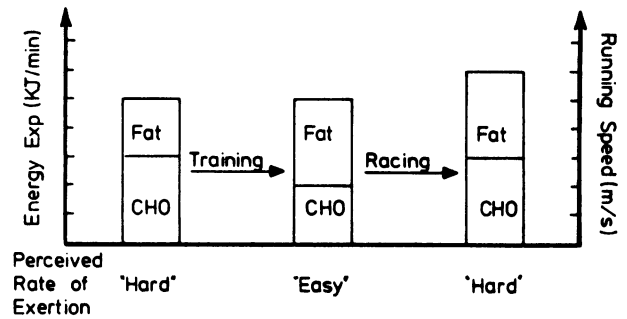 Energy Exp (KJ/min)
Fat
CHO
Training
Fat
CHO
Racing
Fat
CHO
Running Speed (m/s)
Perceived
Rate of
Exertion
"Hard"
"Easy"
"Hard"